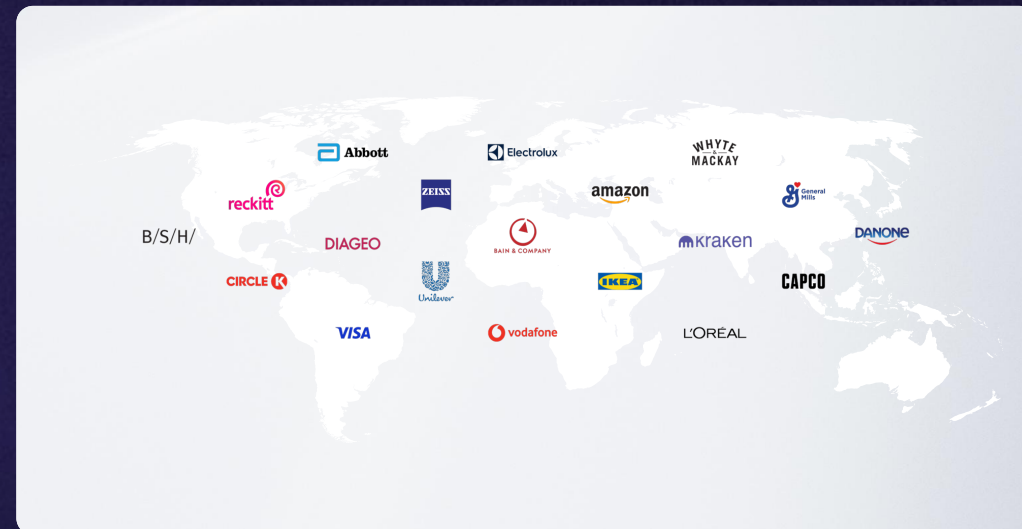 Abbott
Electrolux
WHYTE
&
MACKAY
reckitt
ZEISS
amazon
General
Mills
B/S/H/
DIAGEO
BAIN & COMPANY
kraken
DANONE
CIRCLE K
Unilever
IKEA
CAPCO
VISA
vodafone
L'ORÉAL